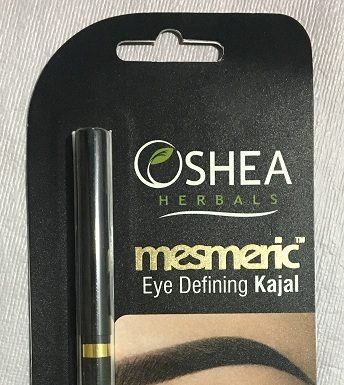 OSHEA
HERBALS
mesmeric™
Eye Defining Kajal